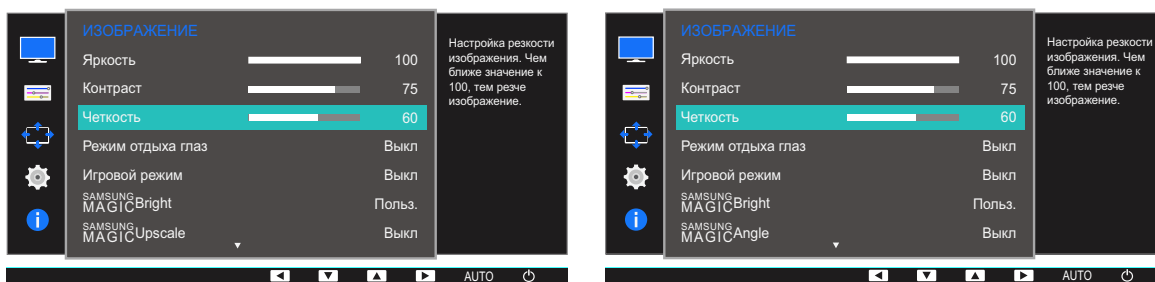 ИЗОБРАЖЕНИЕ
Яркость 100
Контраст 75
Четкость 60
Режим отдыха глаз Выкл
Игровой режим Выкл
SAMSUNG MAGIC Bright Польз.
SAMSUNG MAGIC Upscale Выкл
Настройка резкости
изображения. Чем
ближе значение к
100, тем резче
изображение.
AUTO
ИЗОБРАЖЕНИЕ
Яркость 100
Контраст 75
Четкость 60
Режим отдыха глаз Выкл
Игровой режим Выкл
SAMSUNG MAGIC Bright Польз.
SAMSUNG MAGIC Angle Выкл
Настройка резкости
изображения. Чем
ближе значение к
100, тем резче
изображение.
AUTO